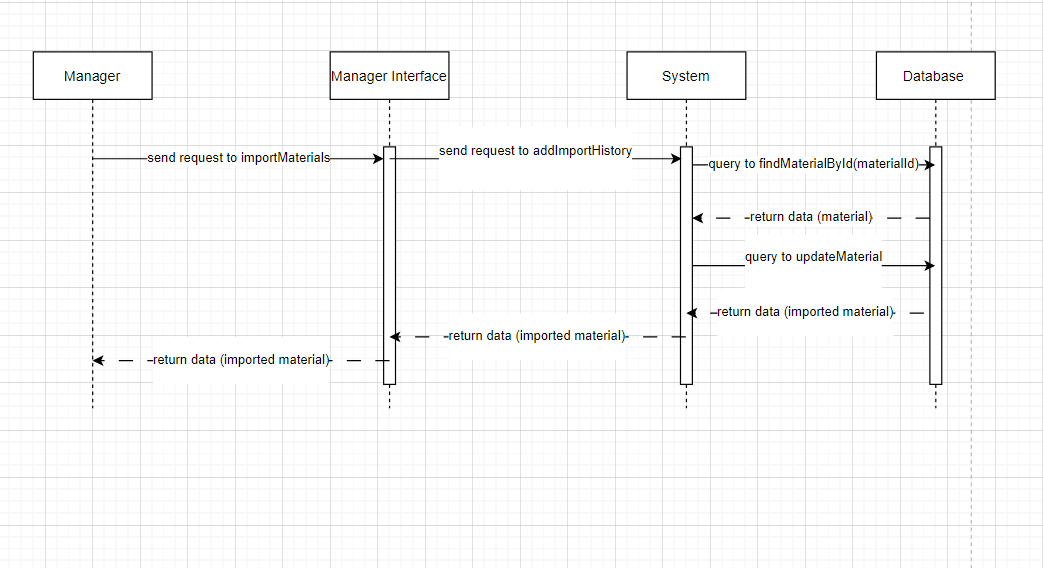 Manager
Manager Interface
System
Database
send request to importMaterials
send request to addImportHistory
query to findMaterialById(materialId)
return data (material)
query to updateMaterial
return data (imported material)
return data (imported material)
return data (imported material)